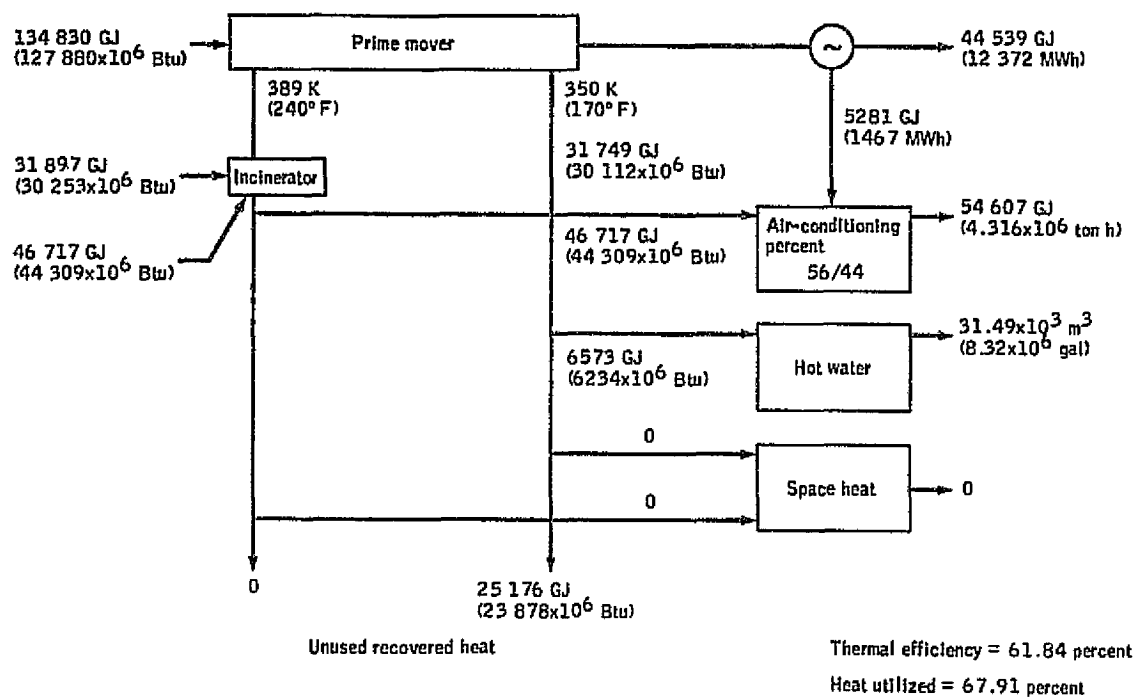 134 830 GJ
(127 880x10⁶ Btu)
Prime mover
~
44 539 GJ
(12 372 MWh)
389 K
(240° F)
350 K
(170° F)
5281 GJ
(1467 MWh)
31 897 GJ
(30 253x10⁶ Btu)
Incinerator
31 749 GJ
(30 112x10⁶ Btu)
46 717 GJ
(44 309x10⁶ Btu)
46 717 GJ
(44 309x10⁶ Btu)
Air-conditioning
percent
56/44
54 607 GJ
(4.316x10⁶ ton h)
6573 GJ
(6234x10⁶ Btu)
Hot water
31.49x10³ m³
(8.32x10⁶ gal)
0
0
Space heat
0
0
25 176 GJ
(23 878x10⁶ Btu)
Unused recovered heat
Thermal efficiency = 61.84 percent
Heat utilized = 67.91 percent